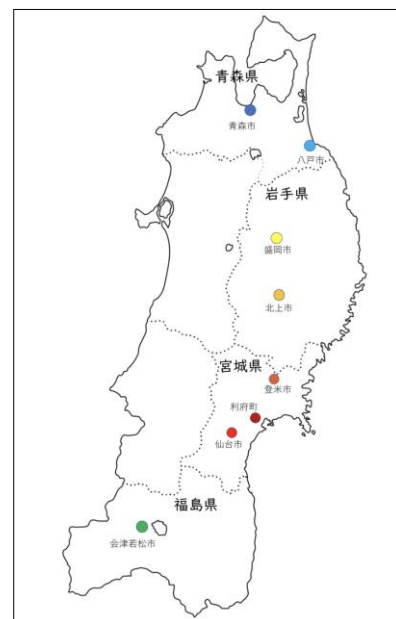 青森県
青森市
八戸市
岩手県
盛岡市
北上市
宮城県
登米市
利府町
仙台市
福島県
会津若松市